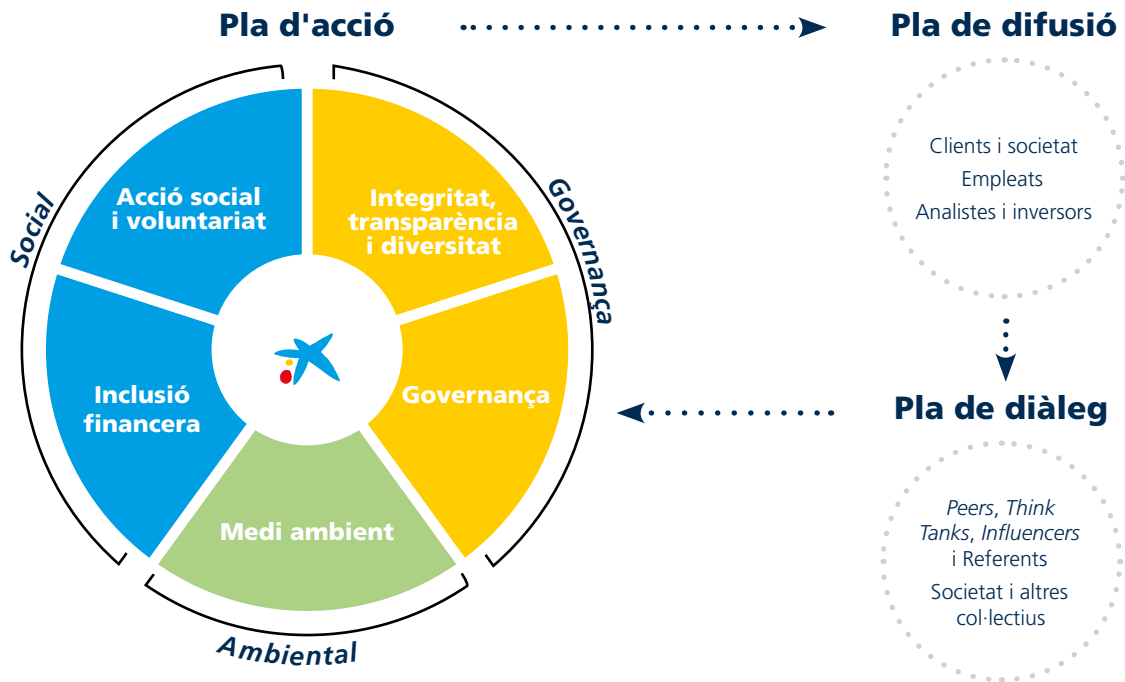 Pla d'acció
Pla de difusió
Social
Acció social
i voluntariat
Integritat,
transparència
i diversitat
Governança
Inclusió
financera
Governança
Medi ambient
Ambiental
Clients i societat
Empleats
Analistes i inversors
Pla de diàleg
Peers, Think
Tanks, Influencers
i Referents
Societat i altres
col·lectius